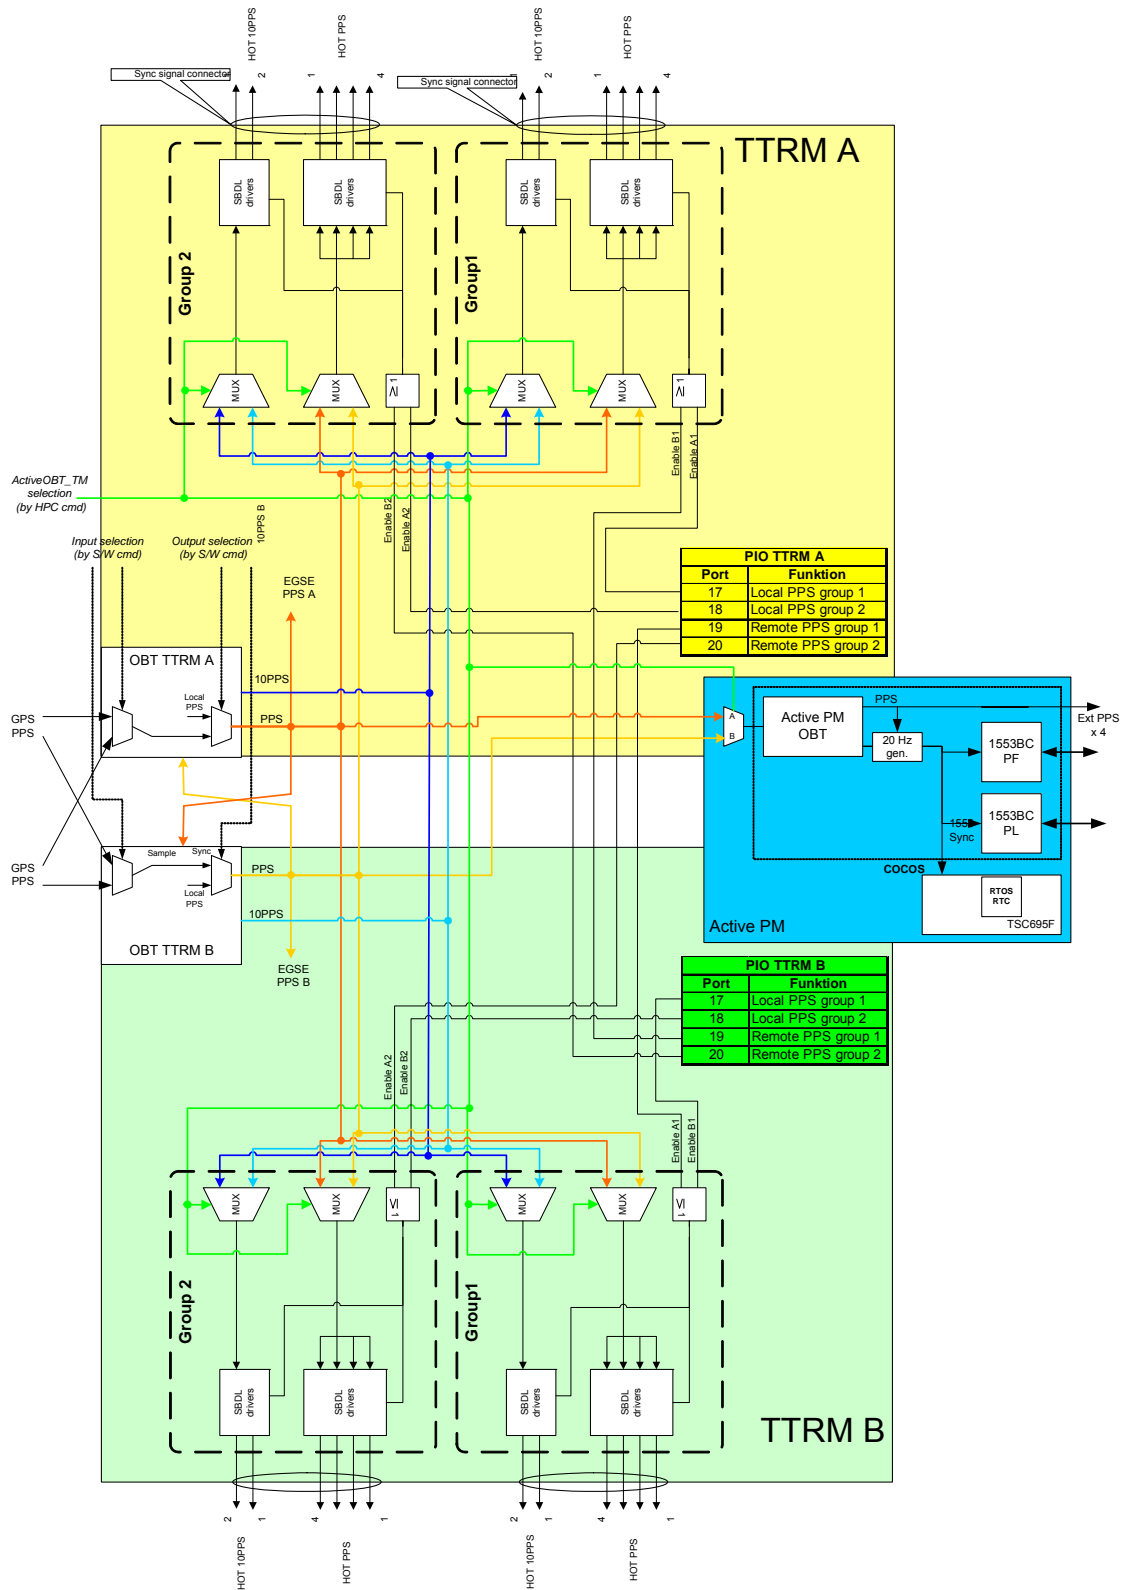 HOT 10PPS
HOT PPS
HOT 10PPS
HOT PPS
Sync signal connector
2
1
4
Sync signal connector
1
2
1
4
TTRM A
SBDL drivers
SBDL drivers
SBDL drivers
SBDL drivers
Group 2
Group1
MUX
MUX
≥ 1
MUX
MUX
≥ 1
Enable B1
Enable A1
ActiveOBT_TM
selection
(by HPC cmd)
Enable B2
Enable A2
10PPS B
Input selection
(by S/W cmd)
Output selection
(by S/W cmd)
EGSE
PPS A
PIO TTRM A
Port Funktion
17 Local PPS group 1
18 Local PPS group 2
19 Remote PPS group 1
20 Remote PPS group 2
OBT TTRM A
10PPS
Local
PPS
PPS
GPS
PPS
A
B
Active PM
OBT
PPS
20 Hz
gen.
1553BC
PF
Ext PPS
x 4
1553BC
PL
155
Sync
COCOS
RTOS
RTC
TSC695F
Active PM
GPS
PPS
Sample
Sync
Local
PPS
PPS
10PPS
OBT TTRM B
EGSE
PPS B
PIO TTRM B
Port Funktion
17 Local PPS group 1
18 Local PPS group 2
19 Remote PPS group 1
20 Remote PPS group 2
Enable A2
Enable B2
Enable A1
Enable B1
MUX
MUX
≥ 1
MUX
MUX
≥ 1
Group 2
Group1
SBDL drivers
SBDL drivers
SBDL drivers
SBDL drivers
TTRM B
2
1
4
1
2
1
4
1
HOT 10PPS
HOT PPS
HOT 10PPS
HOT PPS